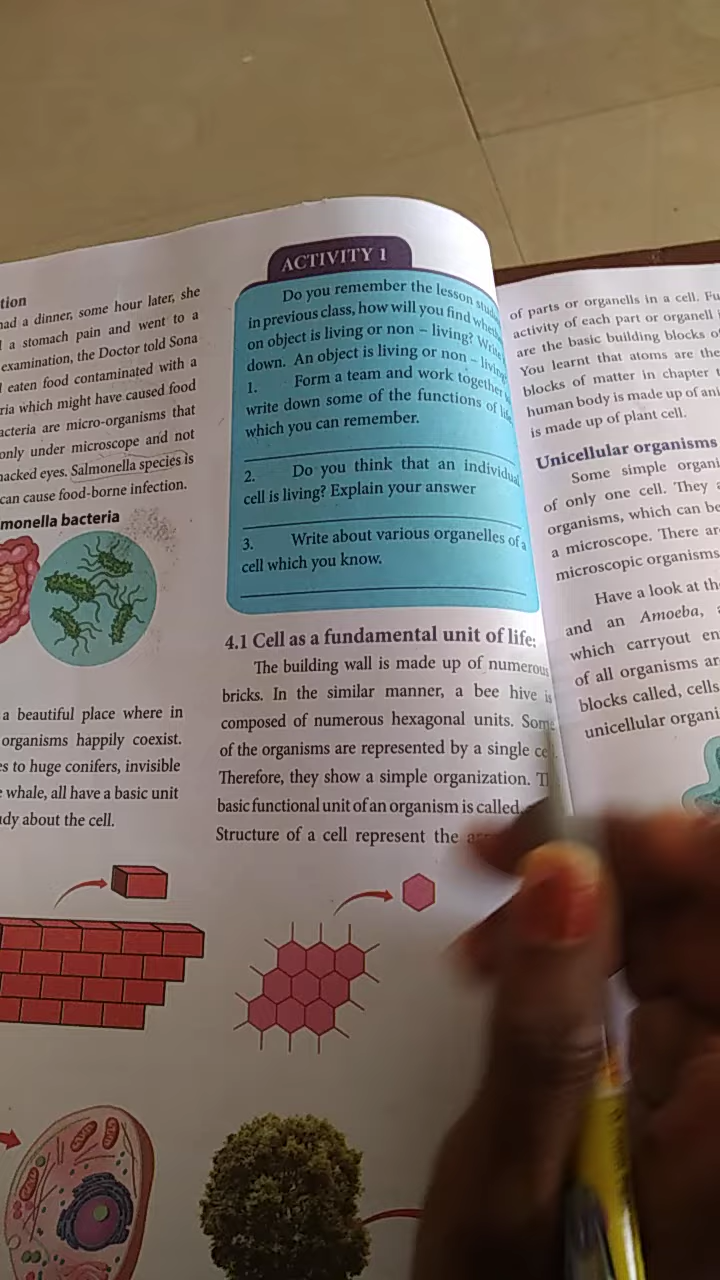 tion
had a dinner, some hour later, she
a stomach pain and went to a
examination, the Doctor told Sona
eaten food contaminated with a
ria which might have caused food
acteria are micro-organisms that
only under microscope and not
nacked eyes. Salmonella species is
can cause food-borne infection.
monella bacteria
a beautiful place where in
organisms happily coexist.
es to huge conifers, invisible
whale, all have a basic unit
udy about the cell.
ACTIVITY 1
Do you remember the lesson
in previous class, how will you find
on object is living or non – living?
down. An object is living or non –
1. Form a team and work together
write down some of the functions of
which you can remember.
2. Do you think that an individual
cell is living? Explain your answer
3. Write about various organelles of a
cell which you know.
4.1 Cell as a fundamental unit of life:
The building wall is made up of numerous
bricks. In the similar manner, a bee hive is
composed of numerous hexagonal units. Some
of the organisms are represented by a single
Therefore, they show a simple organization.
basic functional unit of an organism is called
Structure of a cell represent the
of parts or organells in a cell.
activity of each part or organell
are the basic building blocks
You learnt that atoms are the
blocks of matter in chapter
human body is made up of
is made up of plant cell.
Unicellular organisms
Some simple
of only one cell. They
organisms, which can be
a microscope. There
microscopic organisms
Have a look at
and an Amoeba,
which carryout
of all organisms
blocks called, cells
unicellular